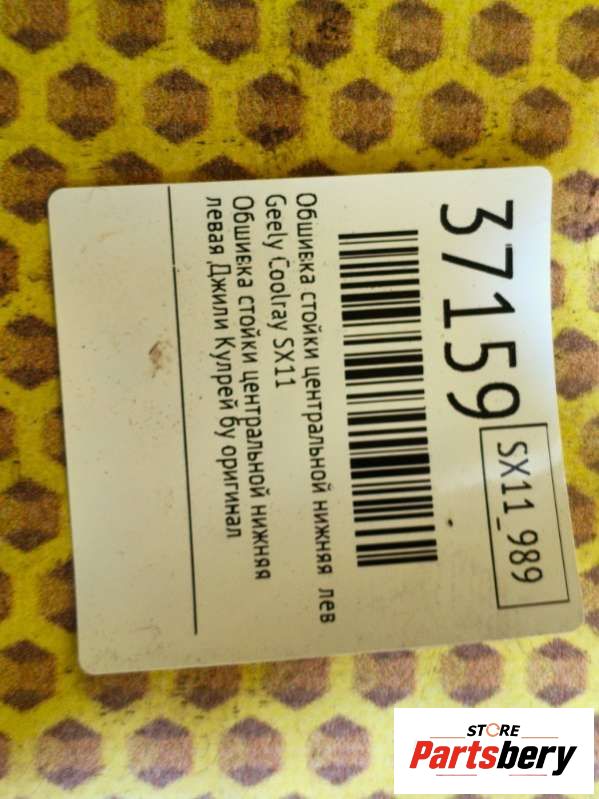 37159
SX11_989
Обшивка стойки центральной нижняя лев
Geely Coolray SX11
Обшивка стойки центральной нижняя
левая Джили Кулрей бу оригинал
STORE
Partsbery